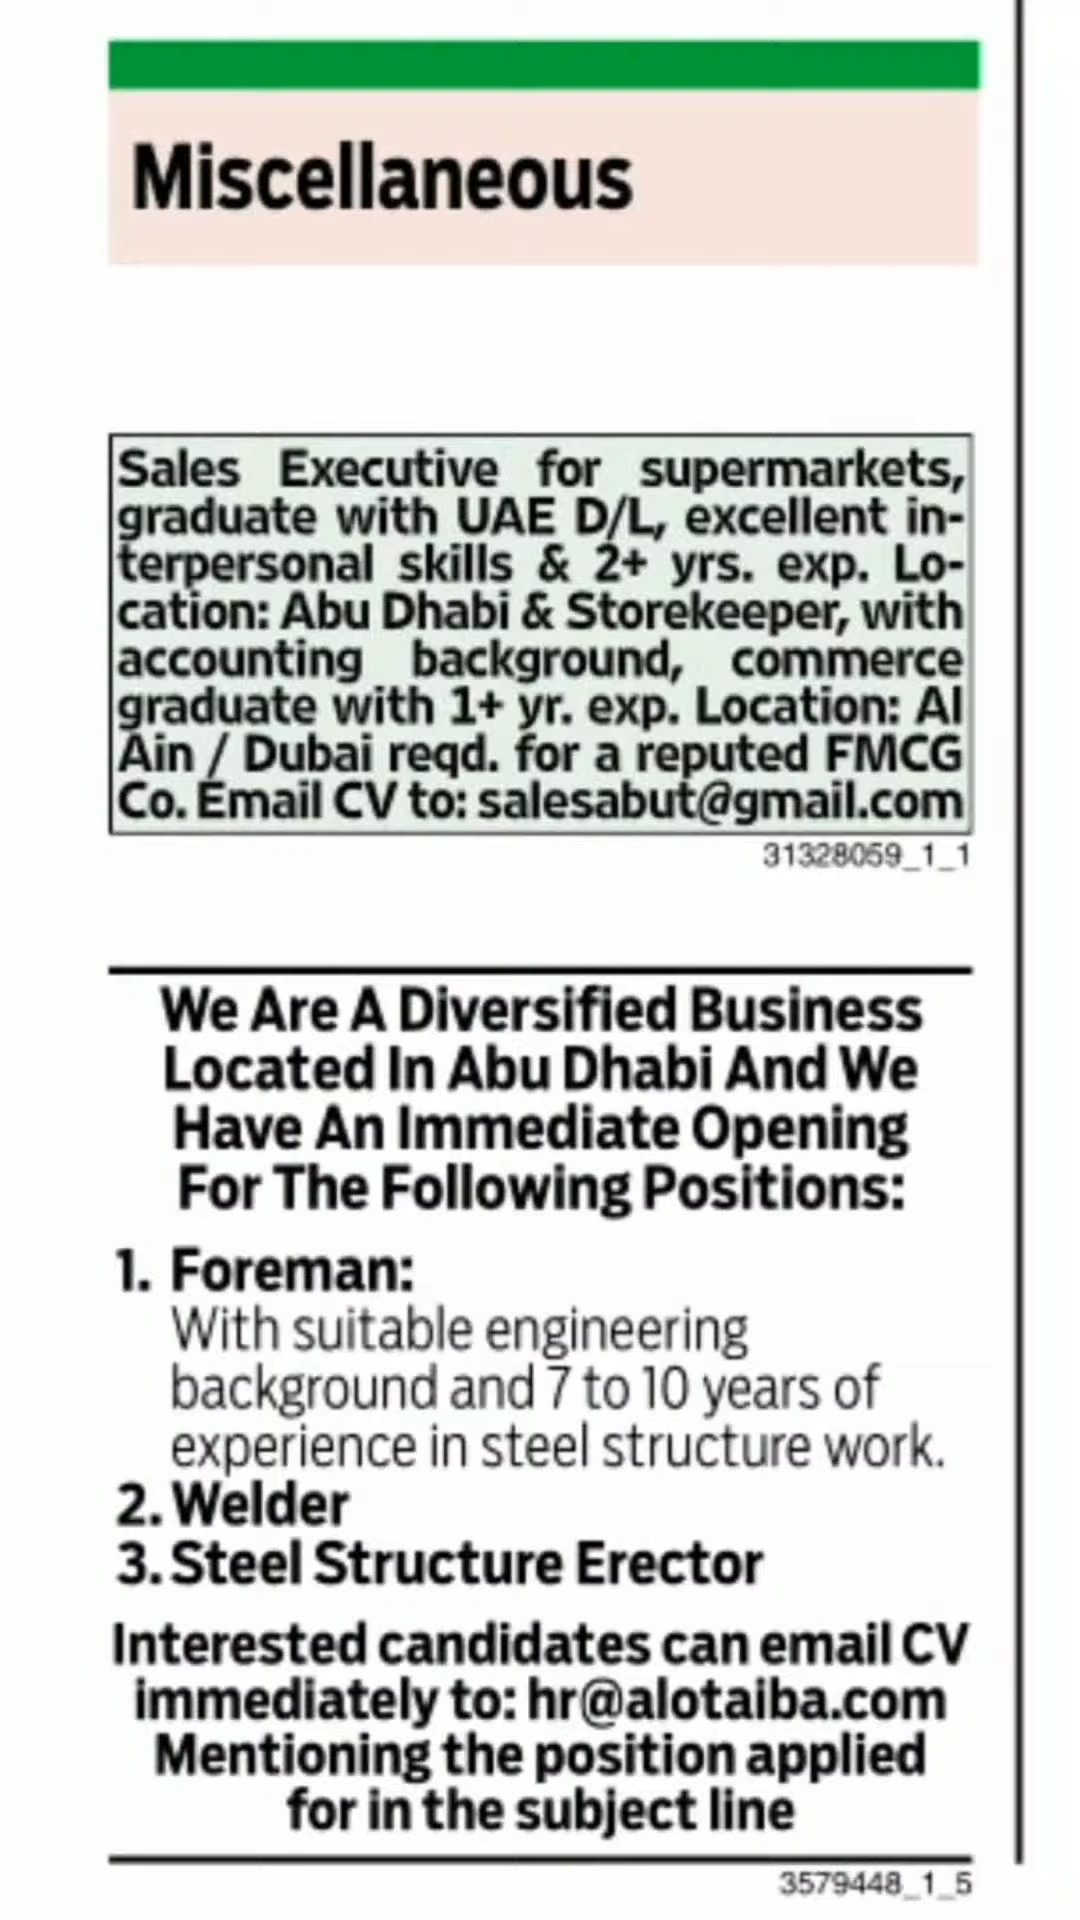 Miscellaneous
Sales Executive for supermarkets,
graduate with UAE D/L, excellent in-
terpersonal skills & 2+ yrs. exp. Lo-
cation: Abu Dhabi & Storekeeper, with
accounting background, commerce
graduate with 1+ yr. exp. Location: Al
Ain / Dubai reqd. for a reputed FMCG
Co. Email CV to: salesabut@gmail.com
31328059_1_1
We Are A Diversified Business
Located In Abu Dhabi And We
Have An Immediate Opening
For The Following Positions:
1. Foreman:
With suitable engineering
background and 7 to 10 years of
experience in steel structure work.
2. Welder
3. Steel Structure Erector
Interested candidates can email CV
immediately to: hr@alotaiba.com
Mentioning the position applied
for in the subject line
3579448_1_5